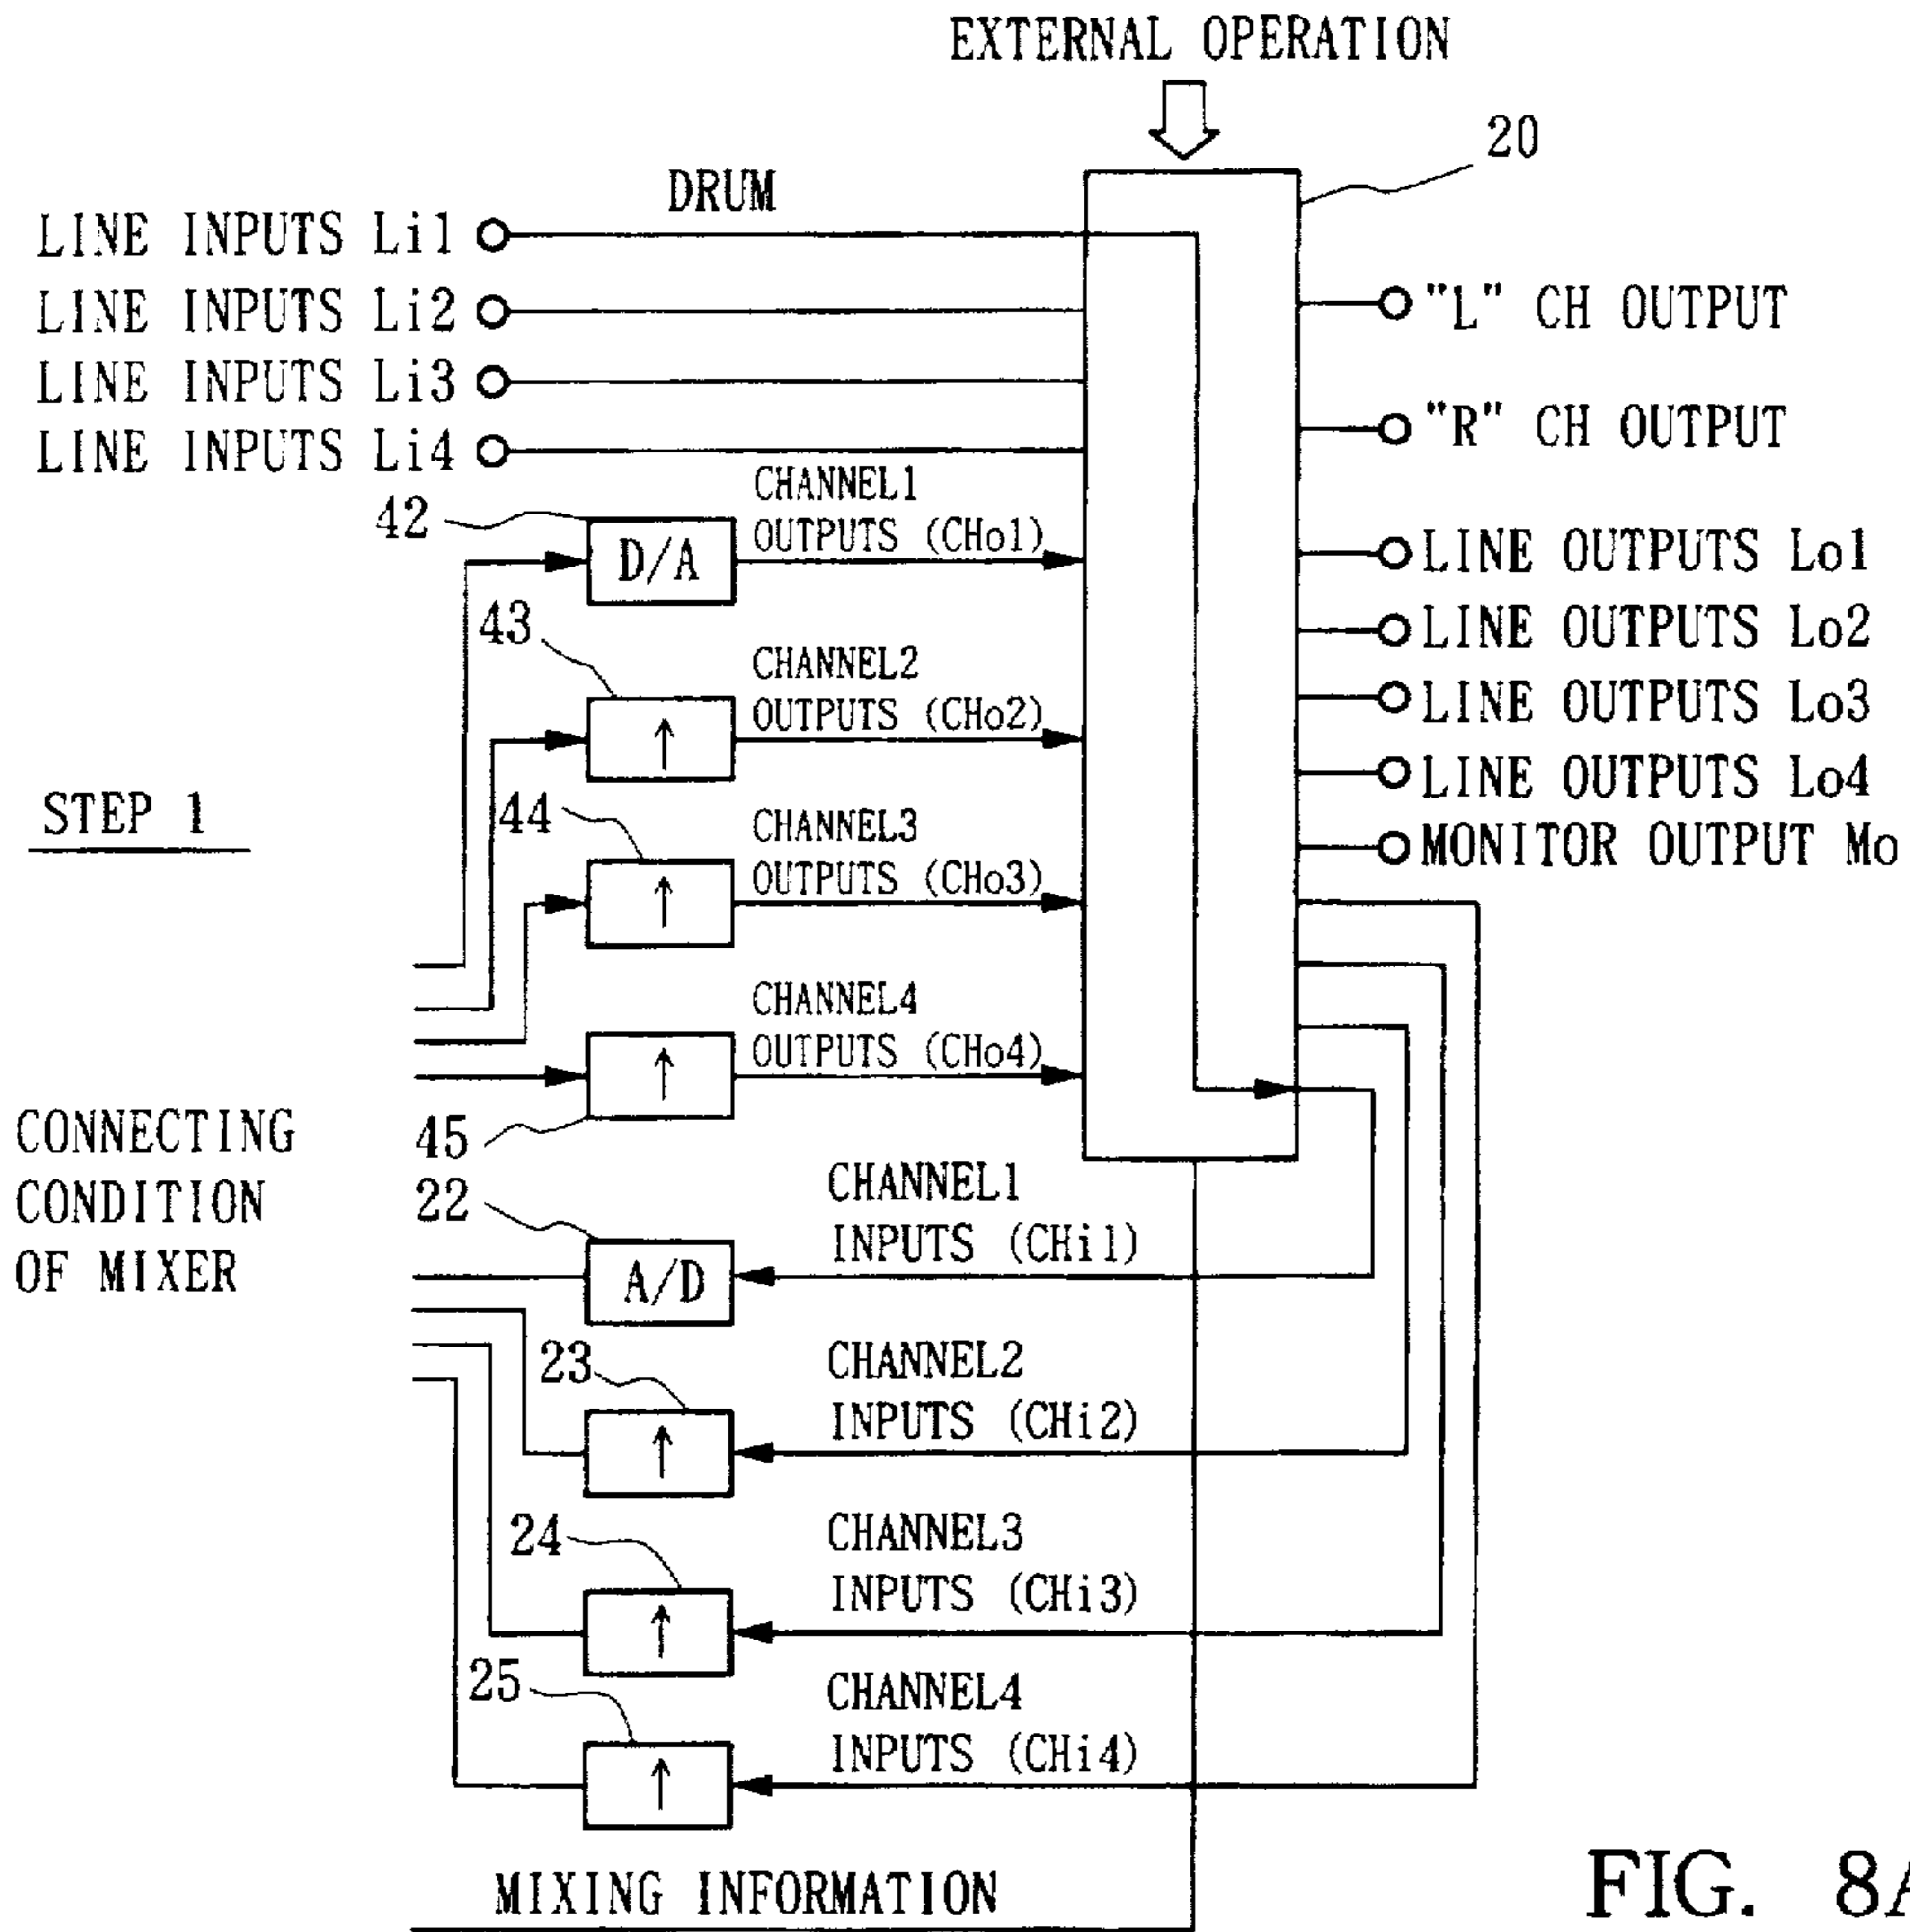 EXTERNAL OPERATION
20
DRUM
LINE INPUTS Li1
LINE INPUTS Li2
LINE INPUTS Li3
LINE INPUTS Li4
"L" CH OUTPUT
"R" CH OUTPUT
LINE OUTPUTS Lo1
LINE OUTPUTS Lo2
LINE OUTPUTS Lo3
LINE OUTPUTS Lo4
MONITOR OUTPUT Mo
42
D/A
CHANNEL1
OUTPUTS (CHo1)
43
↑
CHANNEL2
OUTPUTS (CHo2)
STEP 1
44
↑
CHANNEL3
OUTPUTS (CHo3)
45
↑
CHANNEL4
OUTPUTS (CHo4)
CONNECTING
CONDITION
OF MIXER
22
A/D
CHANNEL1
INPUTS (CHi1)
23
↑
CHANNEL2
INPUTS (CHi2)
24
↑
CHANNEL3
INPUTS (CHi3)
25
↑
CHANNEL4
INPUTS (CHi4)
MIXING INFORMATION
FIG. 8A